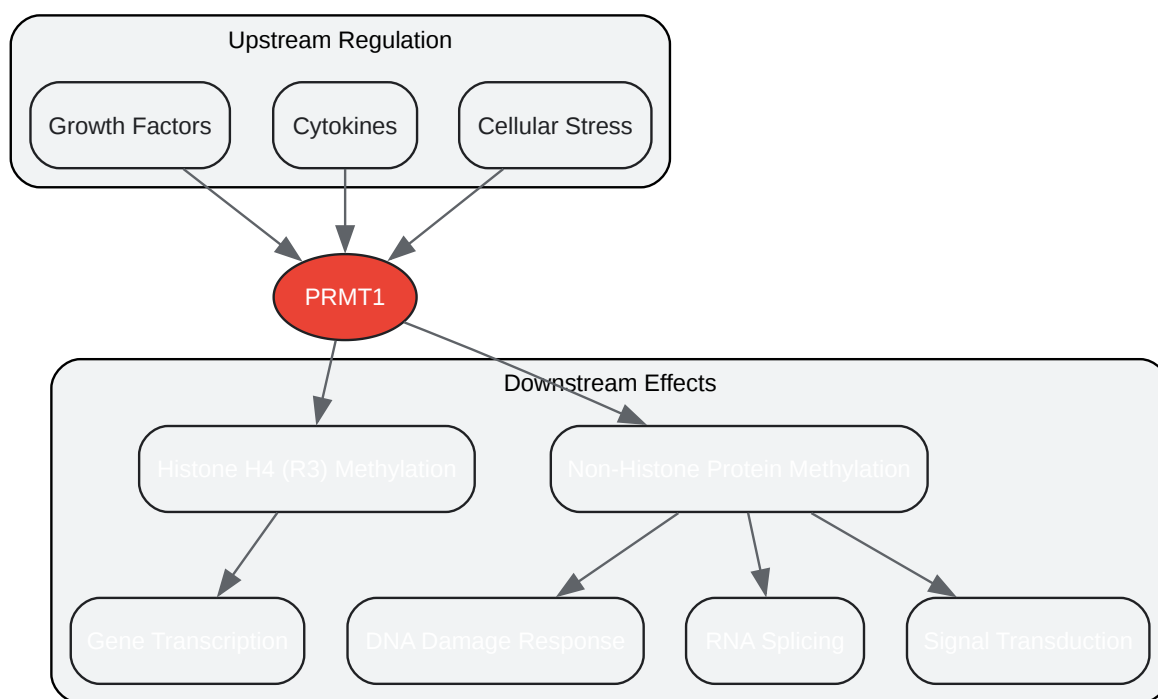 Upstream Regulation
Growth Factors
Cytokines
Cellular Stress
PRMT1
Downstream Effects
Histone H4 (R3) Methylation
Non-Histone Protein Methylation
Gene Transcription
DNA Damage Response
RNA Splicing
Signal Transduction